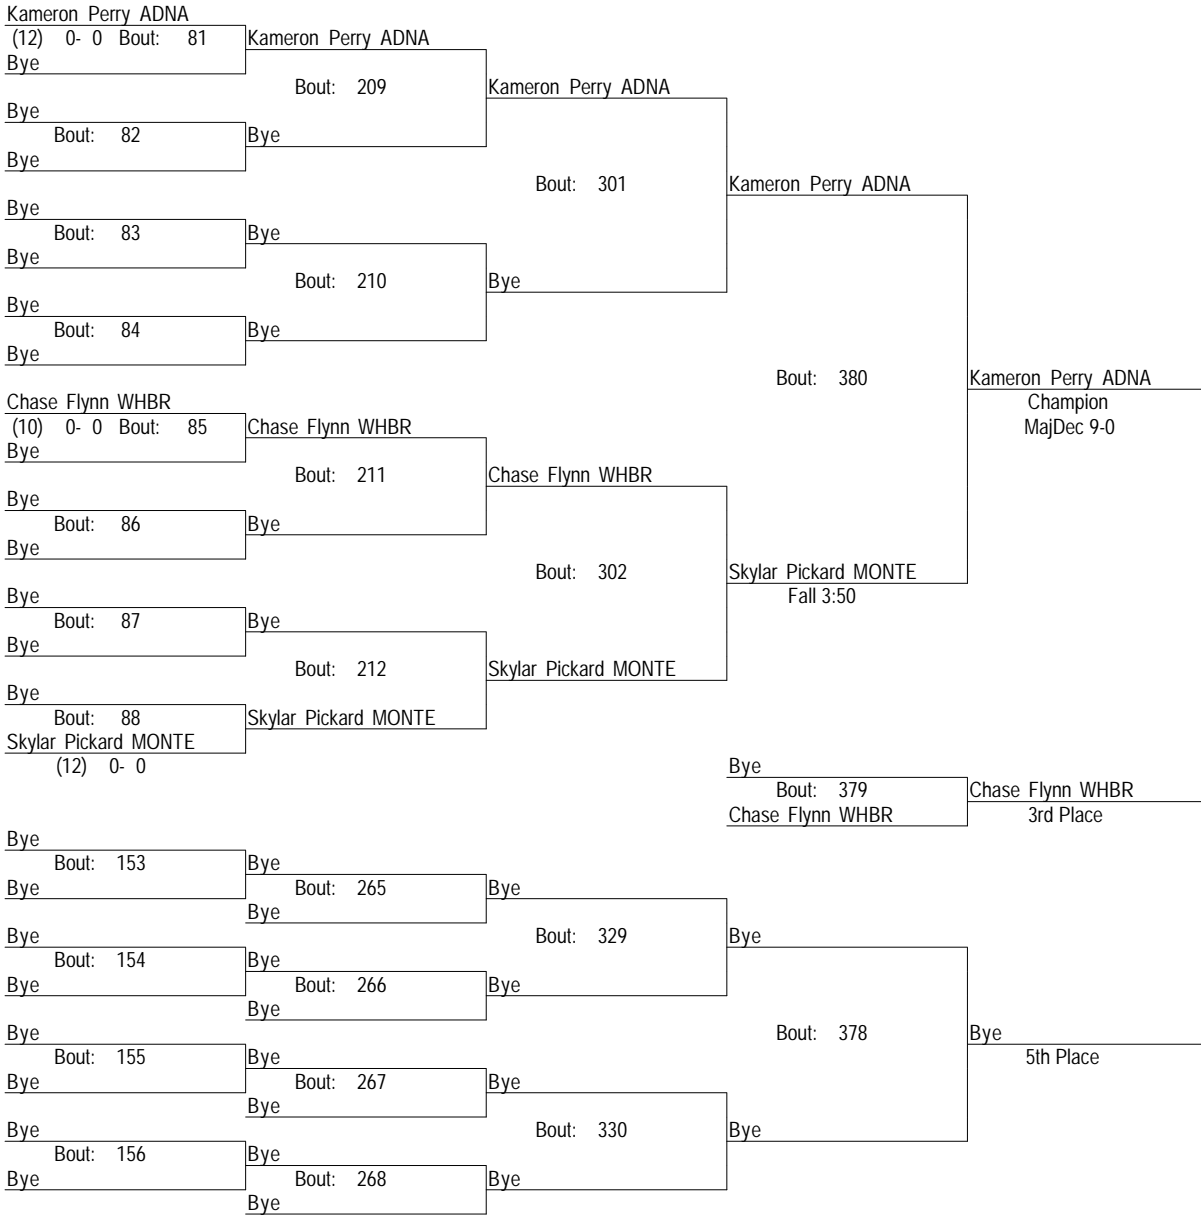 Kameron Perry ADNA
(12) 0- 0 Bout: 81
Kameron Perry ADNA
Bye
Bout: 209
Kameron Perry ADNA
Bye
Bout: 82
Bye
Bye
Bout: 301
Kameron Perry ADNA
Bye
Bout: 83
Bye
Bye
Bout: 210
Bye
Bye
Bout: 84
Bye
Bye
Bout: 380
Kameron Perry ADNA
Champion
MajDec 9-0
Chase Flynn WHBR
(10) 0- 0 Bout: 85
Chase Flynn WHBR
Bye
Bout: 211
Chase Flynn WHBR
Bye
Bout: 86
Bye
Bye
Bout: 302
Skylar Pickard MONTE
Fall 3:50
Bye
Bout: 87
Bye
Bye
Bout: 212
Skylar Pickard MONTE
Bye
Bout: 88
Skylar Pickard MONTE
Skylar Pickard MONTE
(12) 0- 0
Bye
Bout: 379
Chase Flynn WHBR
Chase Flynn WHBR
3rd Place
Bye
Bout: 153
Bye
Bye
Bout: 265
Bye
Bye
Bye
Bout: 329
Bye
Bout: 154
Bye
Bye
Bout: 266
Bye
Bye
Bye
Bout: 378
Bye
5th Place
Bye
Bout: 155
Bye
Bye
Bout: 267
Bye
Bye
Bye
Bout: 330
Bye
Bout: 156
Bye
Bye
Bout: 268
Bye
Bye
Bye